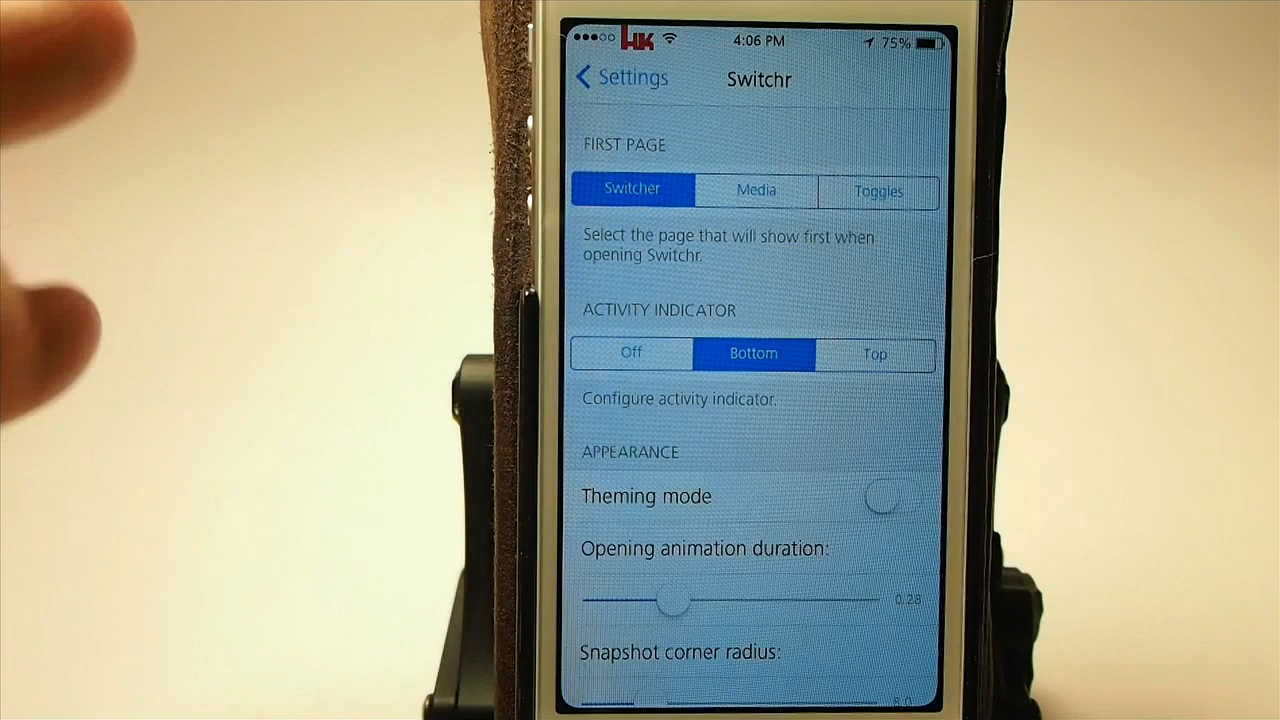 HK 4:06 PM 75%
Settings Switchr
FIRST PAGE
Switcher Media Toggles
Select the page that will show first when
opening Switchr.
ACTIVITY INDICATOR
Off Bottom Top
Configure activity indicator.
APPEARANCE
Theming mode
Opening animation duration:
0.28
Snapshot corner radius: